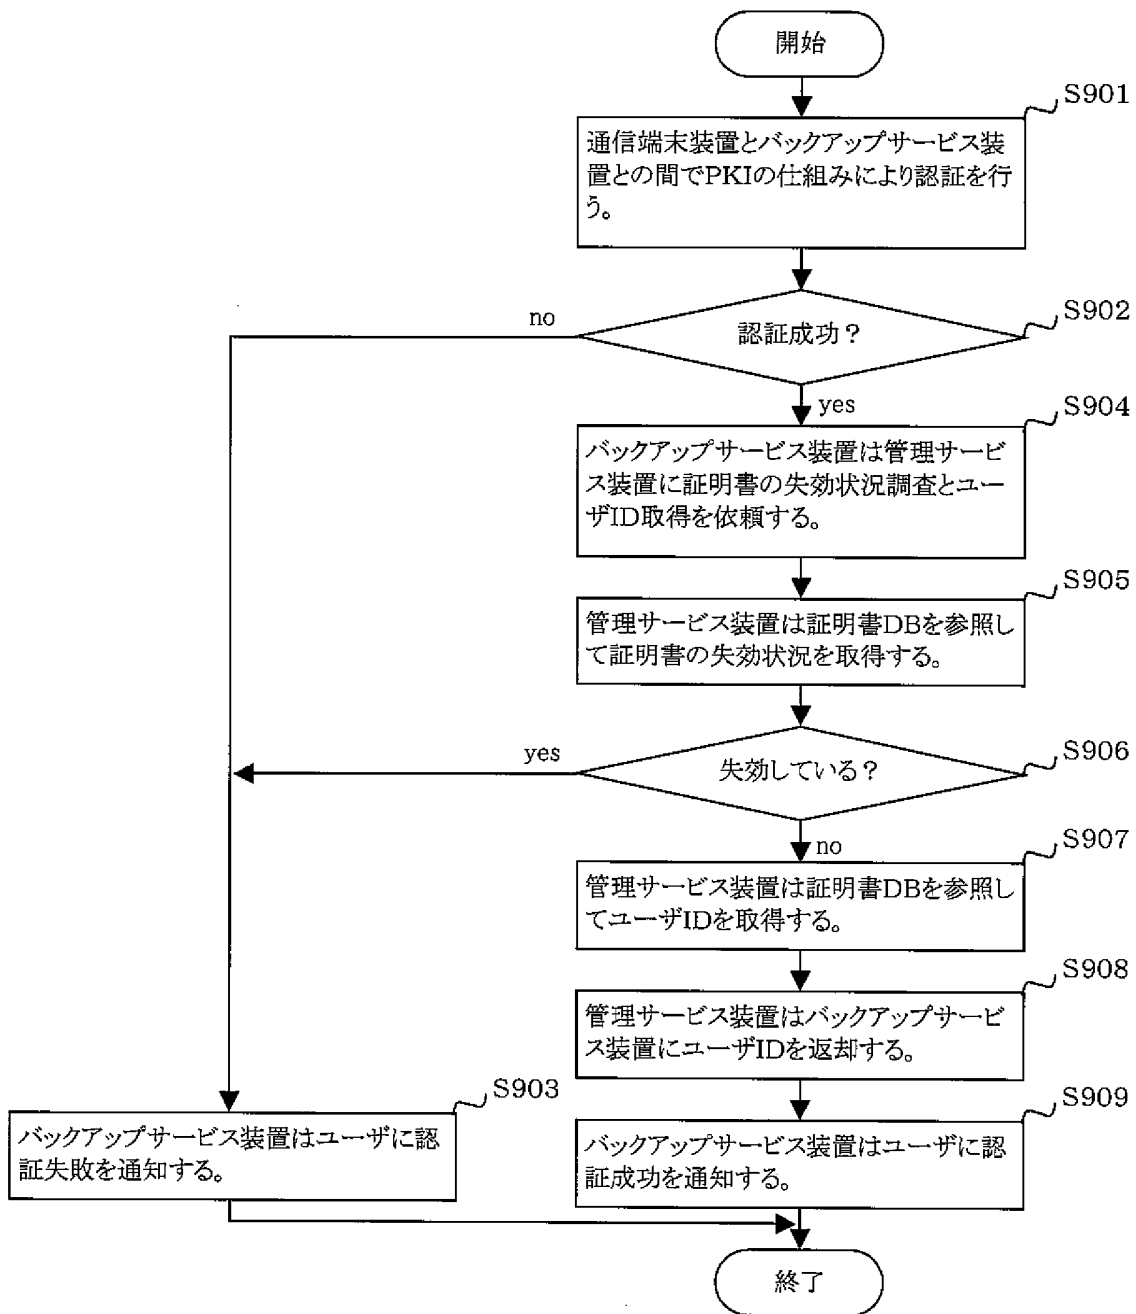 開始
S901
通信端末装置とバックアップサービス装
置との間でPKIの仕組みにより認証を行
う。
S902
no
認証成功？
yes
S904
バックアップサービス装置は管理サービ
ス装置に証明書の失効状況調査とユー
ザID取得を依頼する。
S905
管理サービス装置は証明書DBを参照し
て証明書の失効状況を取得する。
S906
yes
失効している？
no
S907
管理サービス装置は証明書DBを参照し
てユーザIDを取得する。
S908
管理サービス装置はバックアップサービ
ス装置にユーザIDを返却する。
S903
バックアップサービス装置はユーザに認
証失敗を通知する。
S909
バックアップサービス装置はユーザに認
証成功を通知する。
終了